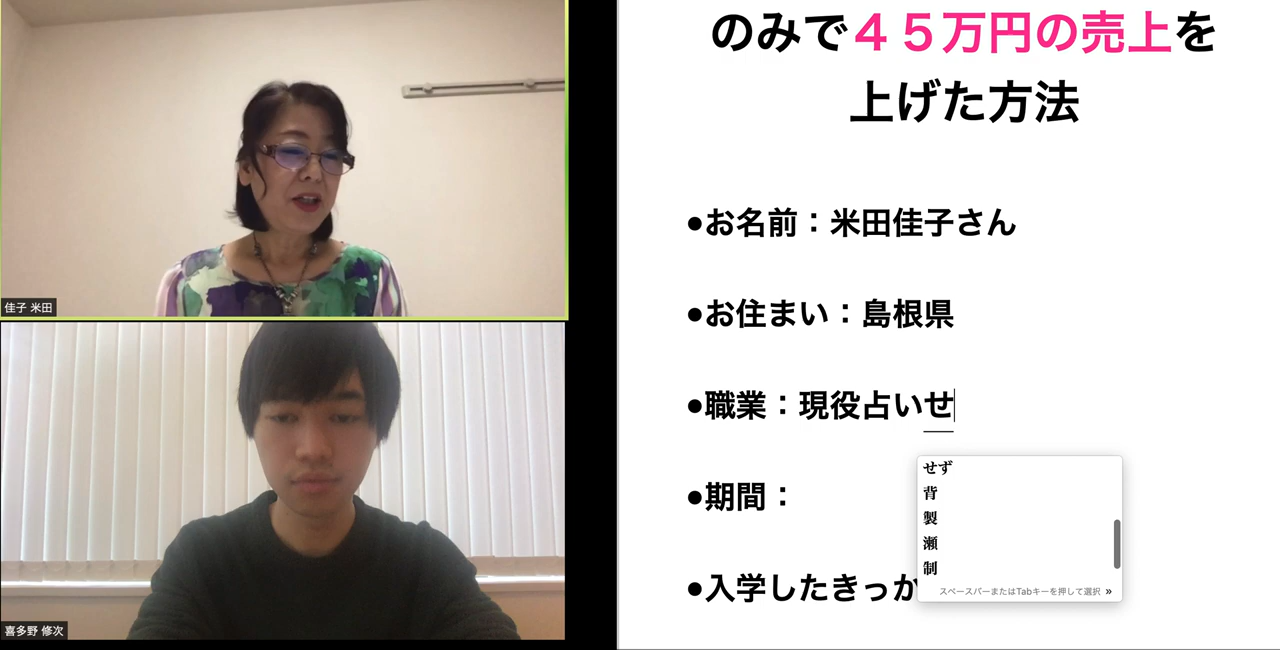 佳子 米田
喜多野 修次
のみで４５万円の売上を
上げた方法
●お名前：米田佳子さん
●お住まい：島根県
●職業：現役占いせ
●期間：
●入学したきっか
せず
背
製
瀬
制
スペースバーまたはTabキーを押して選択 »